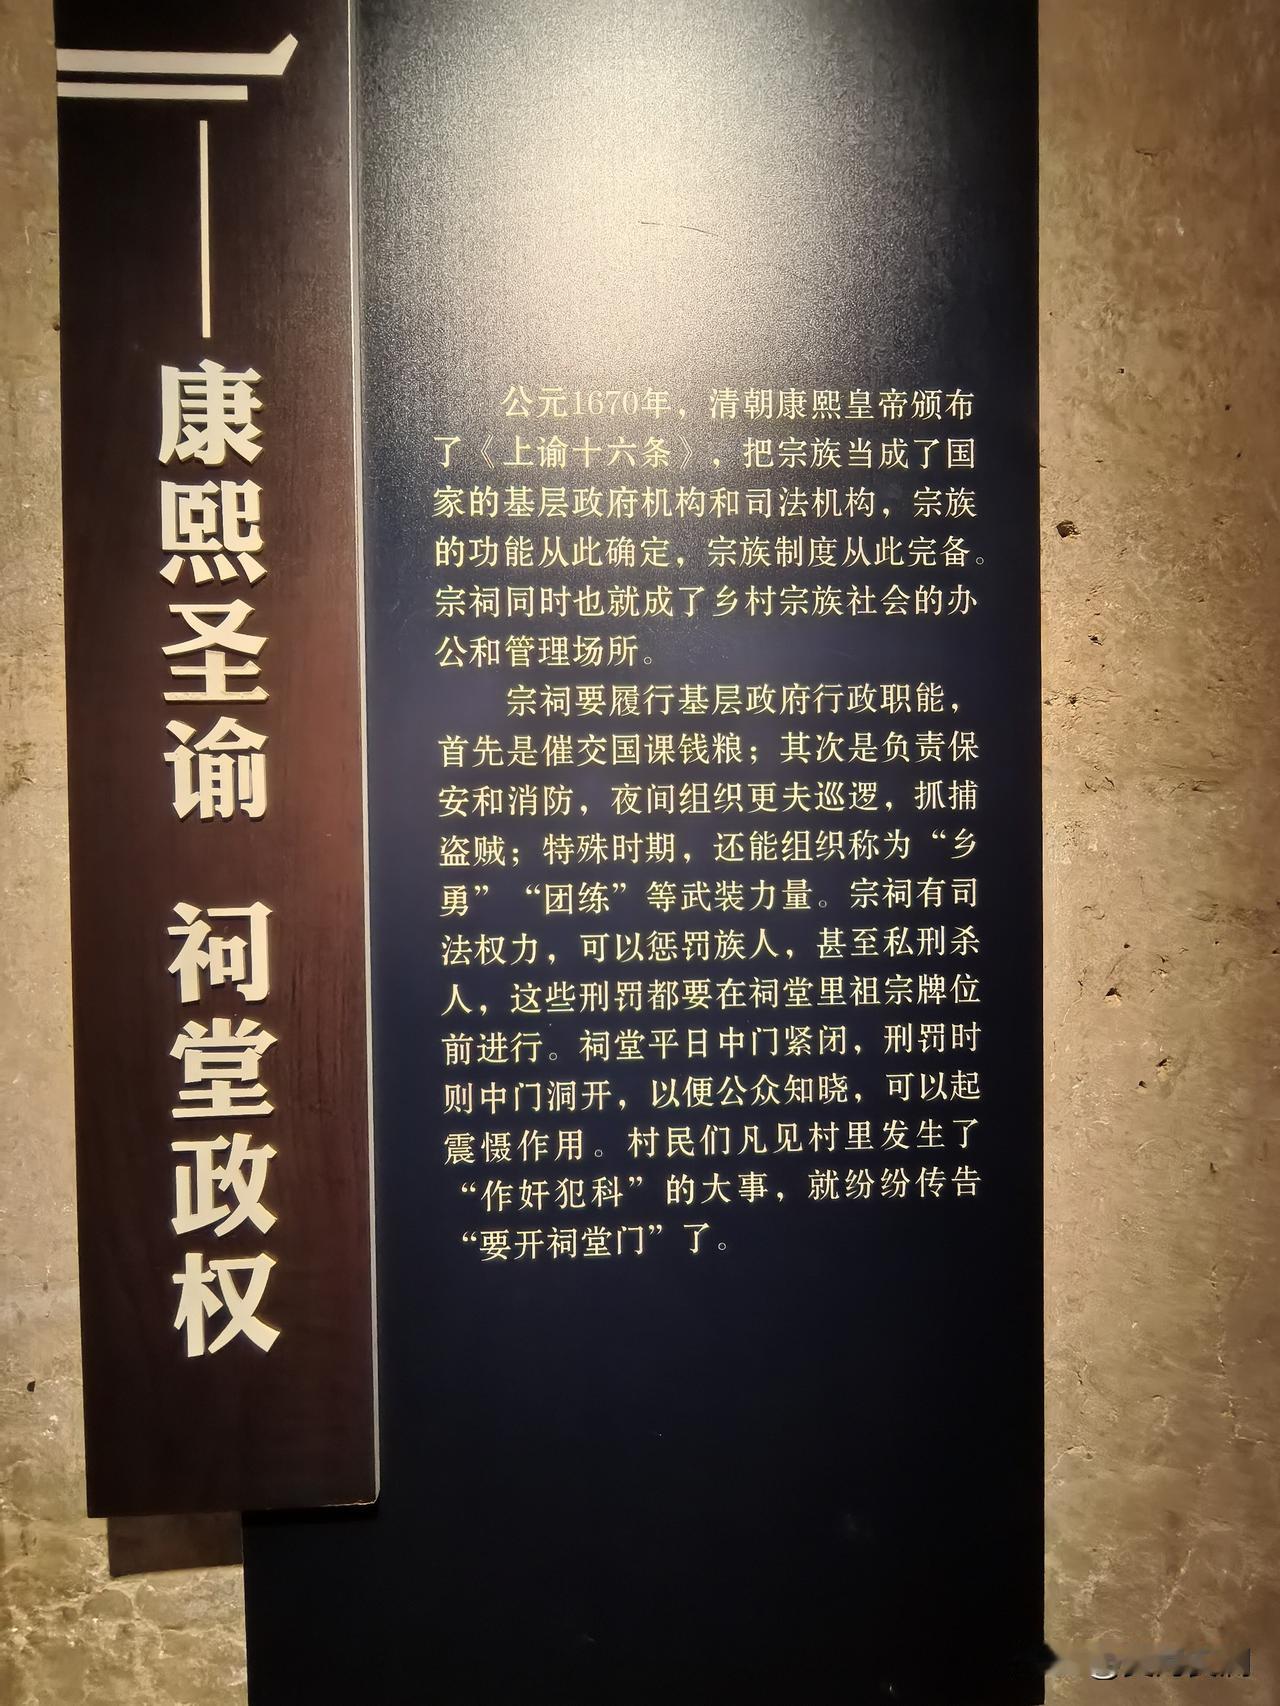 康熙圣谕 祠堂政权
公元1670年，清朝康熙皇帝颁布
了《上谕十六条》，把宗族当成了国
家的基层政府机构和司法机构，宗族
的功能从此确定，宗族制度从此完备。
宗祠同时也就成了乡村宗族社会的办
公和管理场所。
宗祠要履行基层政府行政职能，
首先是催交国课钱粮；其次是负责保
安和消防，夜间组织更夫巡逻，抓捕
盗贼；特殊时期，还能组织称为“乡
勇”“团练”等武装力量。宗祠有司
法权力，可以惩罚族人，甚至私刑杀
人，这些刑罚都要在祠堂里祖宗牌位
前进行。祠堂平日中门紧闭，刑罚时
则中门洞开，以便公众知晓，可以起
震慑作用。村民们凡见村里发生了
“作奸犯科”的大事，就纷纷传告
“要开祠堂门”了。